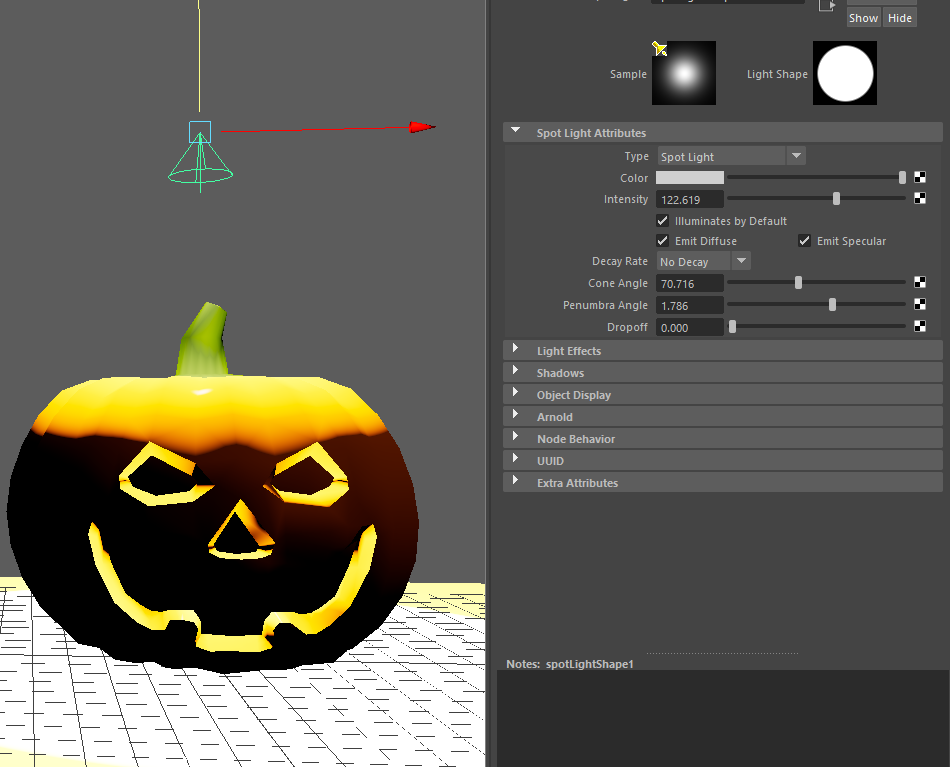 Show Hide
Sample Light Shape
Spot Light Attributes
Type Spot Light
Color
Intensity 122.619
Illuminates by Default
Emit Diffuse Emit Specular
Decay Rate No Decay
Cone Angle 70.716
Penumbra Angle 1.786
Dropoff 0.000
Light Effects
Shadows
Object Display
Arnold
Node Behavior
UUID
Extra Attributes
Notes: spotLightShape1